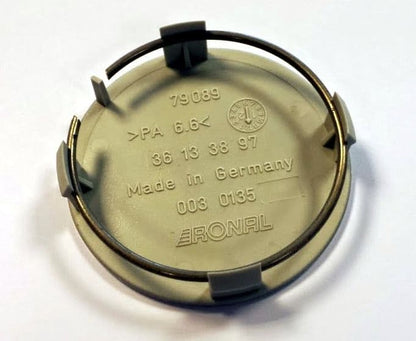 79089
>PA 6.6<
36 13 38 97
Made in Germany
003 0135
RONAL